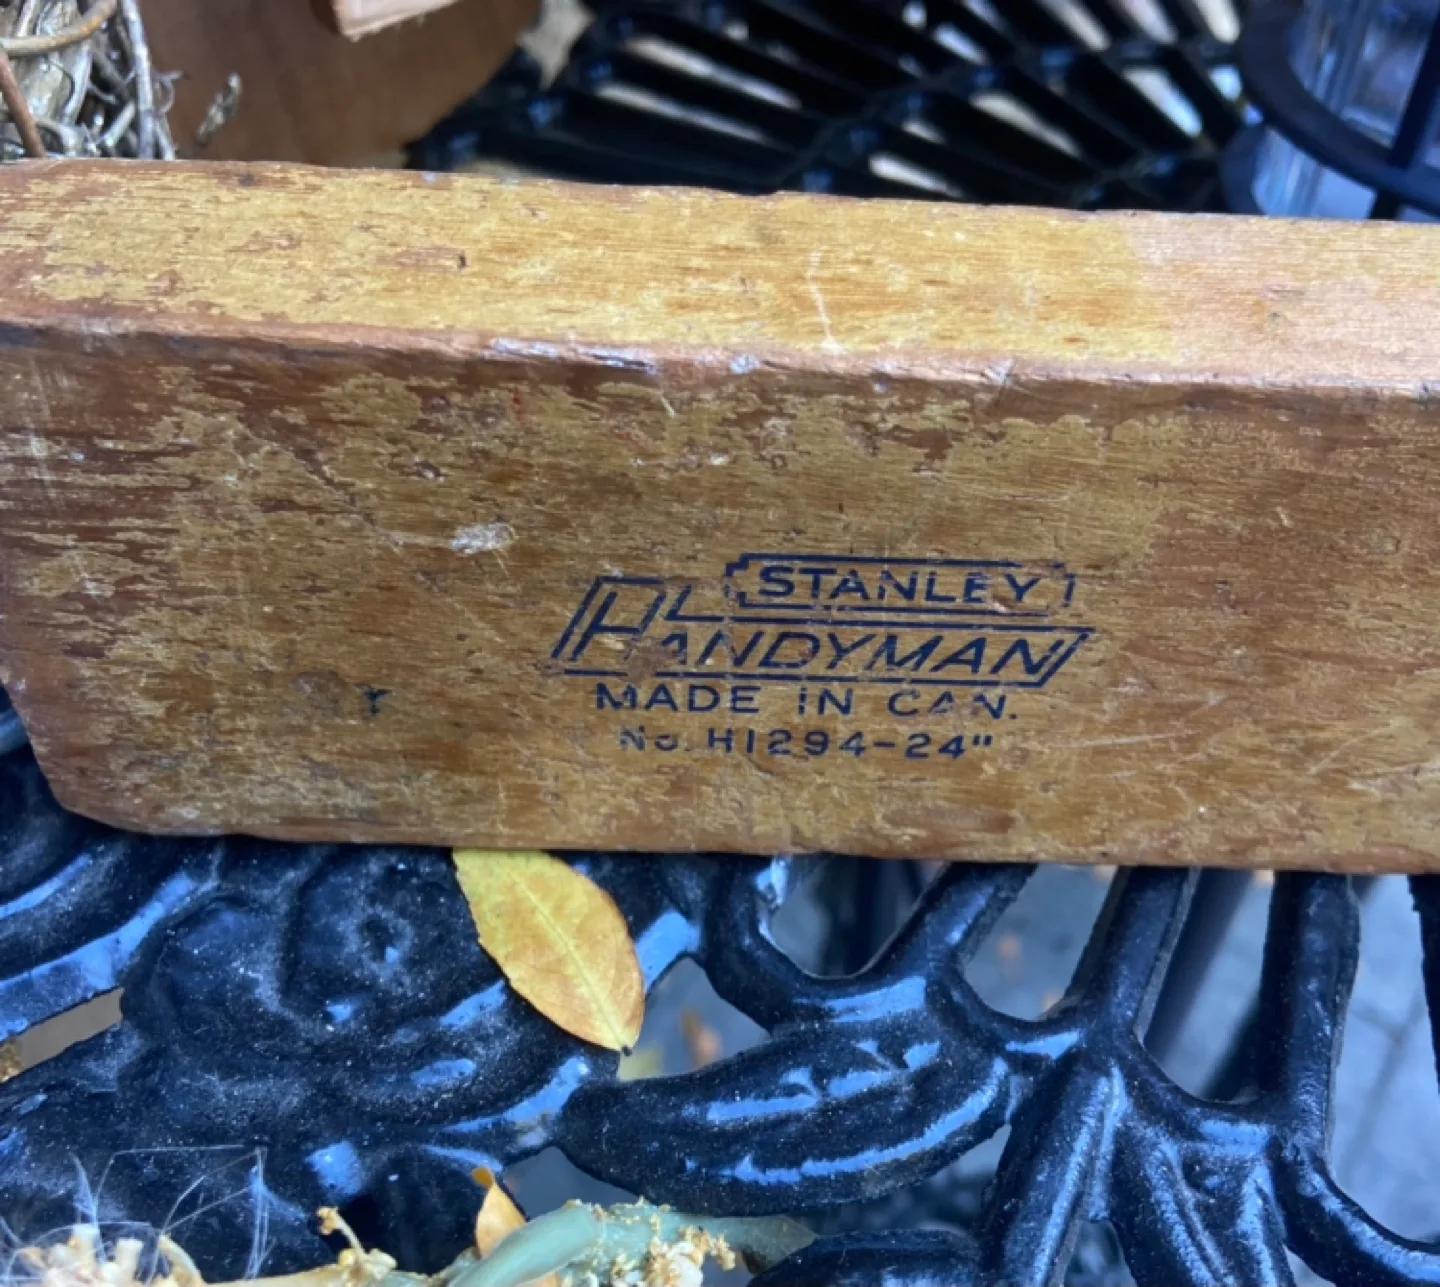 STANLEY
HANDYMAN
MADE IN CAN.
No. H1294-24"